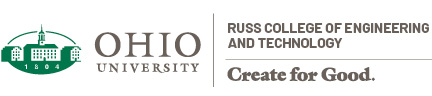 1804
OHIO
UNIVERSITY
RUSS COLLEGE OF ENGINEERING
AND TECHNOLOGY
Create for Good.